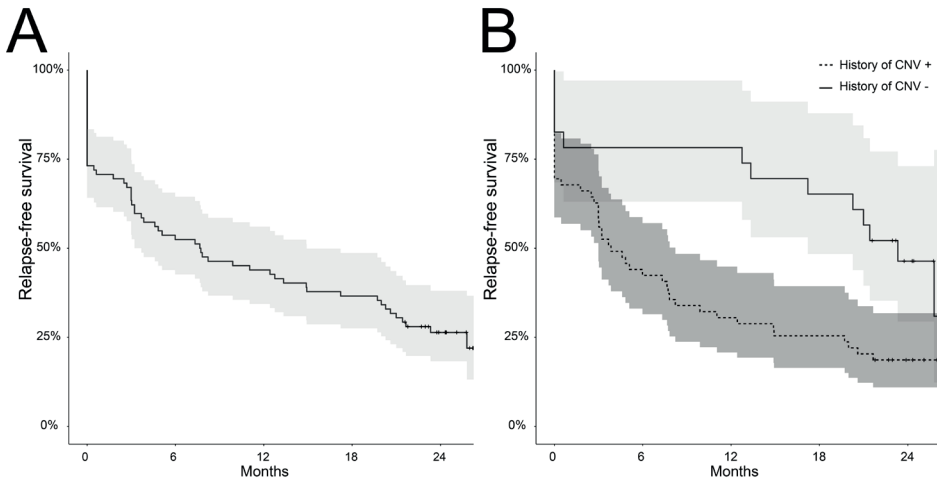 A
Relapse-free survival
100%
75%
50%
25%
0%
0 6 12 18 24
Months
B
History of CNV +
History of CNV -
Relapse-free survival
100%
75%
50%
25%
0%
0 6 12 18 24
Months